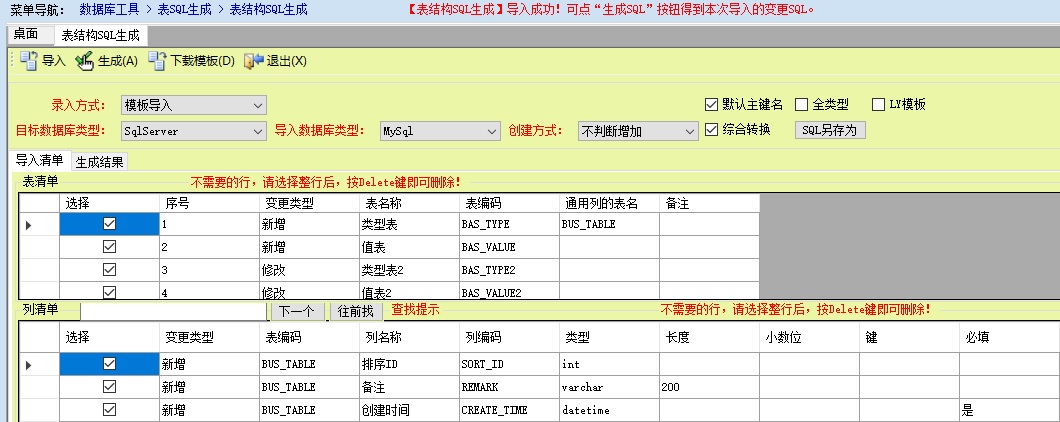 菜单导航: 数据库工具 > 表SQL生成 > 表结构SQL生成 【表结构SQL生成】导入成功！可点“生成SQL”按钮得到本次导入的变更SQL。
桌面 表结构SQL生成
导入 生成(A) 下载模板(D) 退出(X)
录入方式: 模板导入 默认主键名 全类型 LY模板
目标数据库类型: SqlServer 导入数据库类型: MySql 创建方式: 不判断增加 综合转换 SQL另存为
导入清单 生成结果
表清单 不需要的行，请选择整行后，按Delete键即可删除！
选择 序号 变更类型 表名称 表编码 通用列的表名 备注
1 新增 类型表 BAS_TYPE BUS_TABLE
2 新增 值表 BAS_VALUE
3 修改 类型表2 BAS_TYPE2
4 修改 值表2 BAS_VALUE2
列清单 下一个 往前找 查找提示 不需要的行，请选择整行后，按Delete键即可删除！
选择 变更类型 表编码 列名称 列编码 类型 长度 小数位 键 必填
新增 BUS_TABLE 排序ID SORT_ID int
新增 BUS_TABLE 备注 REMARK varchar 200
新增 BUS_TABLE 创建时间 CREATE_TIME datetime 是